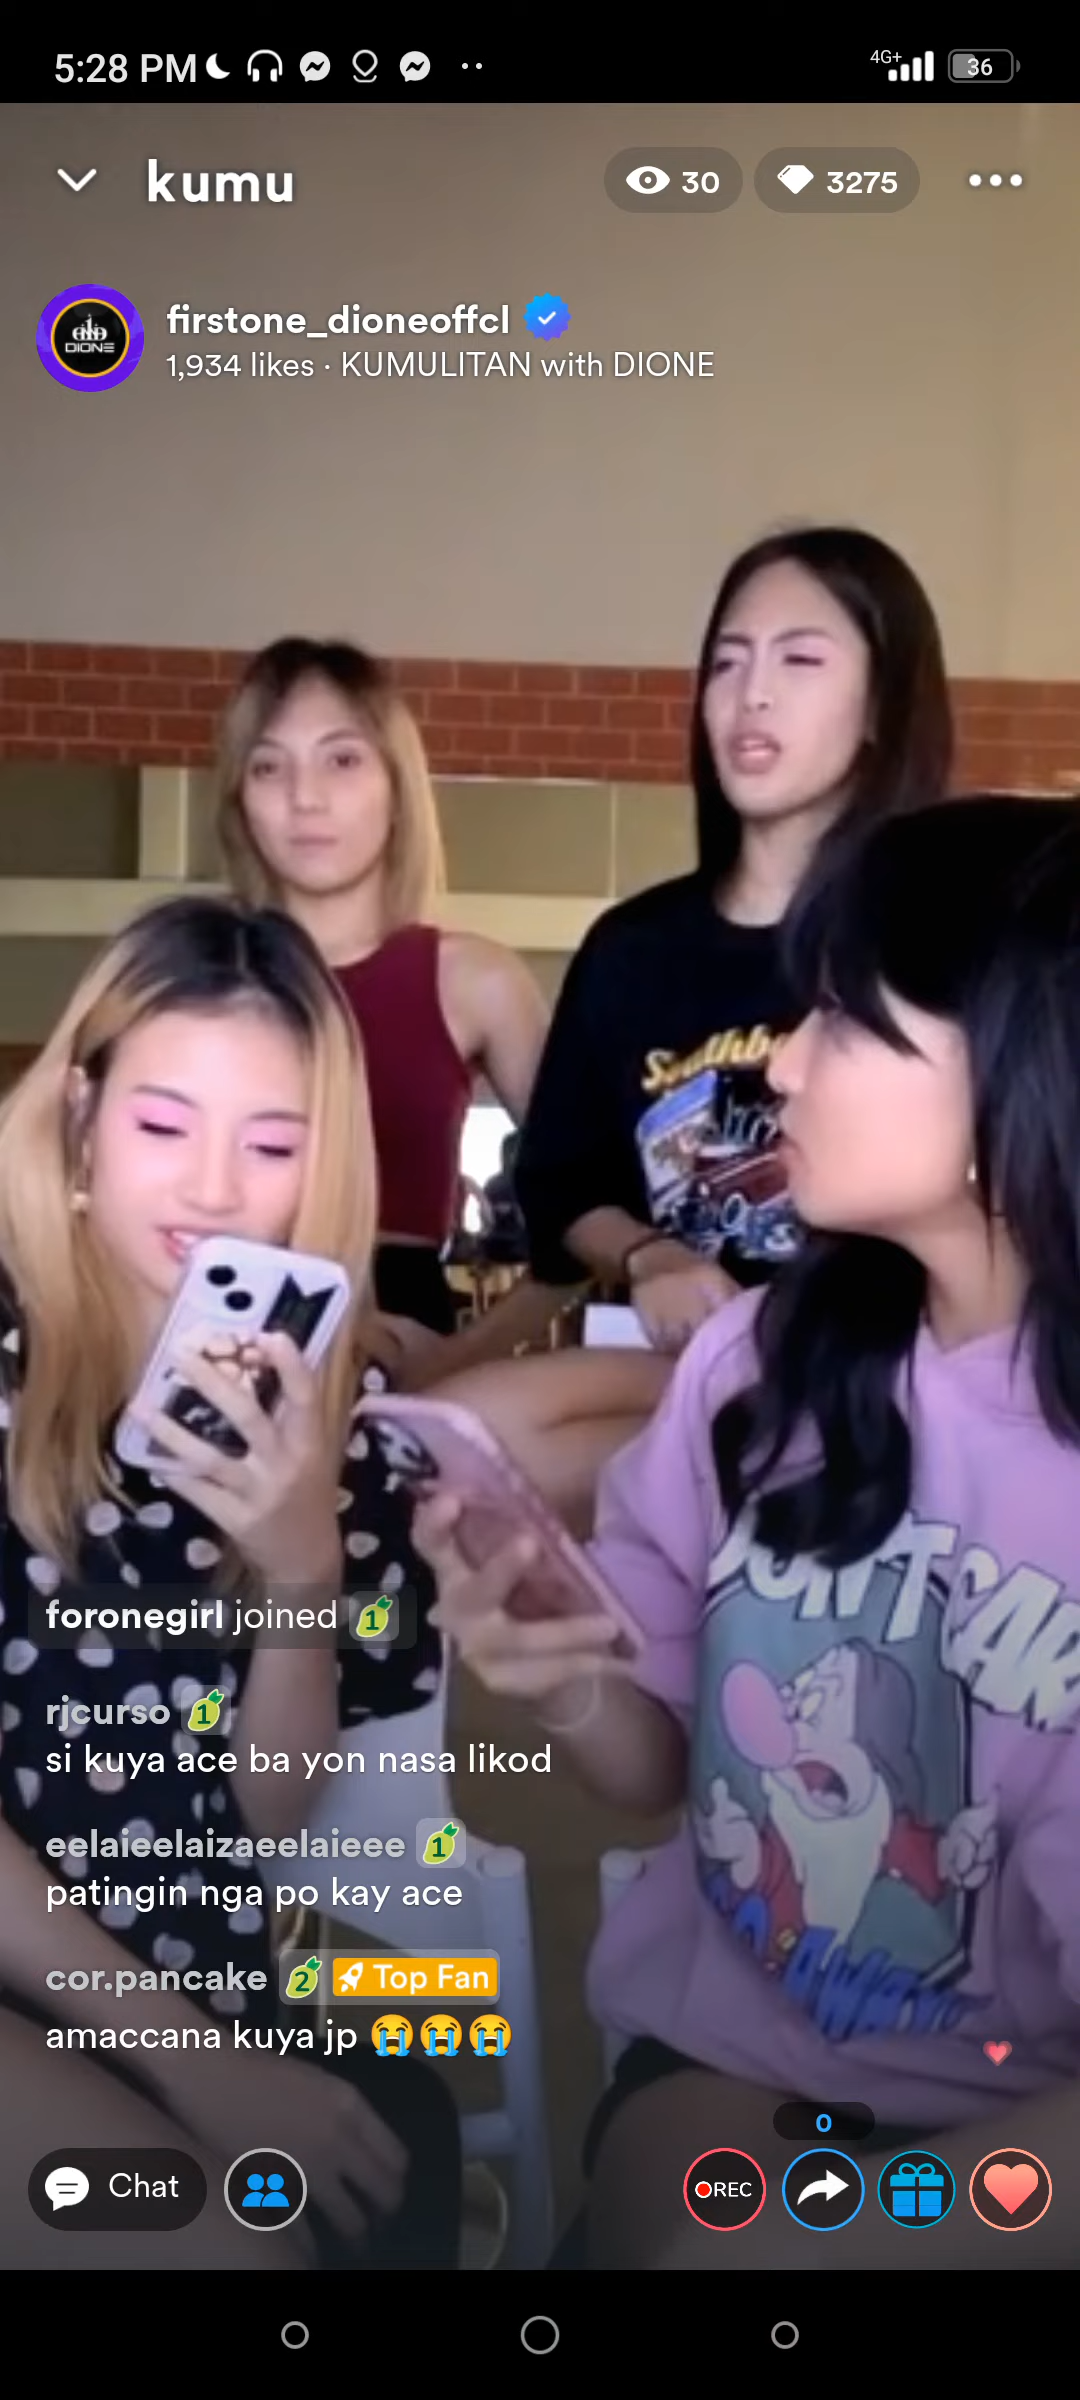 5:28 PM
4G+
36
kumu
30
3275
firstone_dioneoffcl
1,934 likes · KUMULITAN with DIONE
DIONE
foronegirl joined 1
rjcurso 1
si kuya ace ba yon nasa likod
eelaieelaizaeelaieee 1
patingin nga po kay ace
cor.pancake 2 Top Fan
amaccana kuya jp 😭😭😭
0
Chat
REC